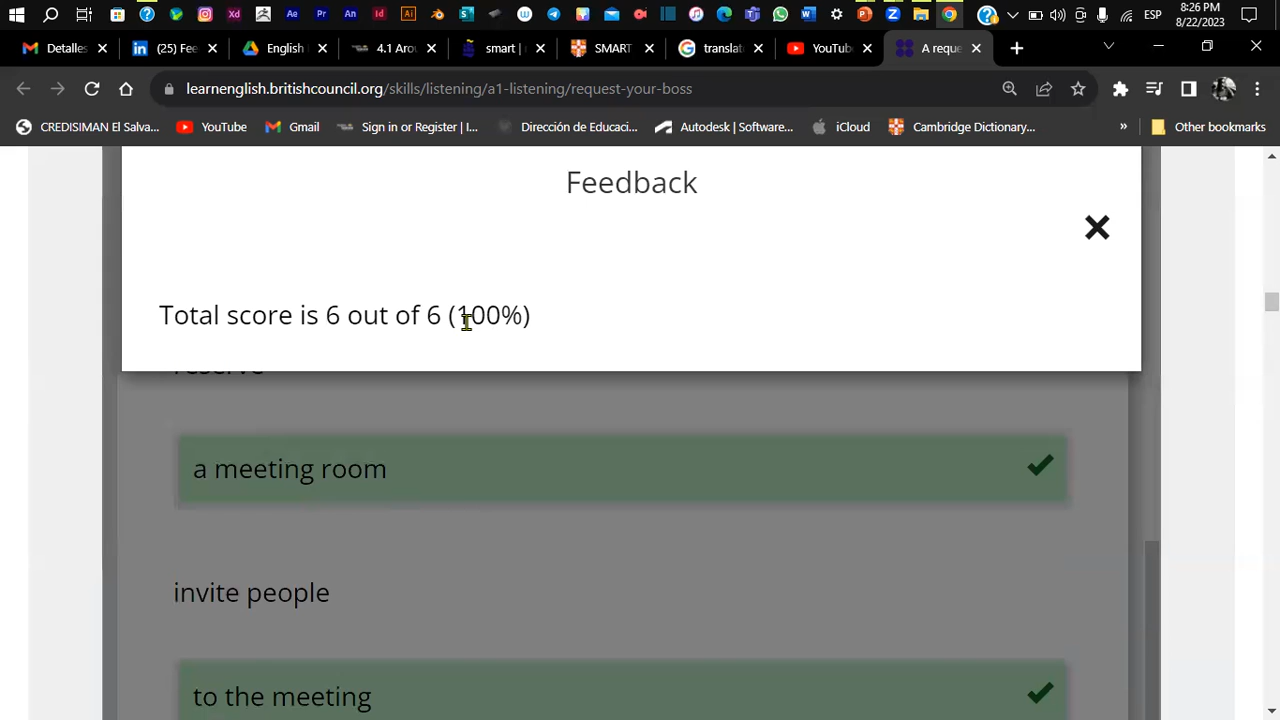 8:26 PM
ESP
8/22/2023
Detalles
(25) Fee
English
4.1 Arou
smart |
SMART
translat
YouTub
A reque
learnenglish.britishcouncil.org/skills/listening/a1-listening/request-your-boss
CREDISIMAN El Salva...
YouTube
Gmail
Sign in or Register | I...
Dirección de Educaci...
Autodesk | Software...
iCloud
Cambridge Dictionary...
»
Other bookmarks
Feedback
Total score is 6 out of 6 (100%)
reserve
a meeting room
invite people
to the meeting